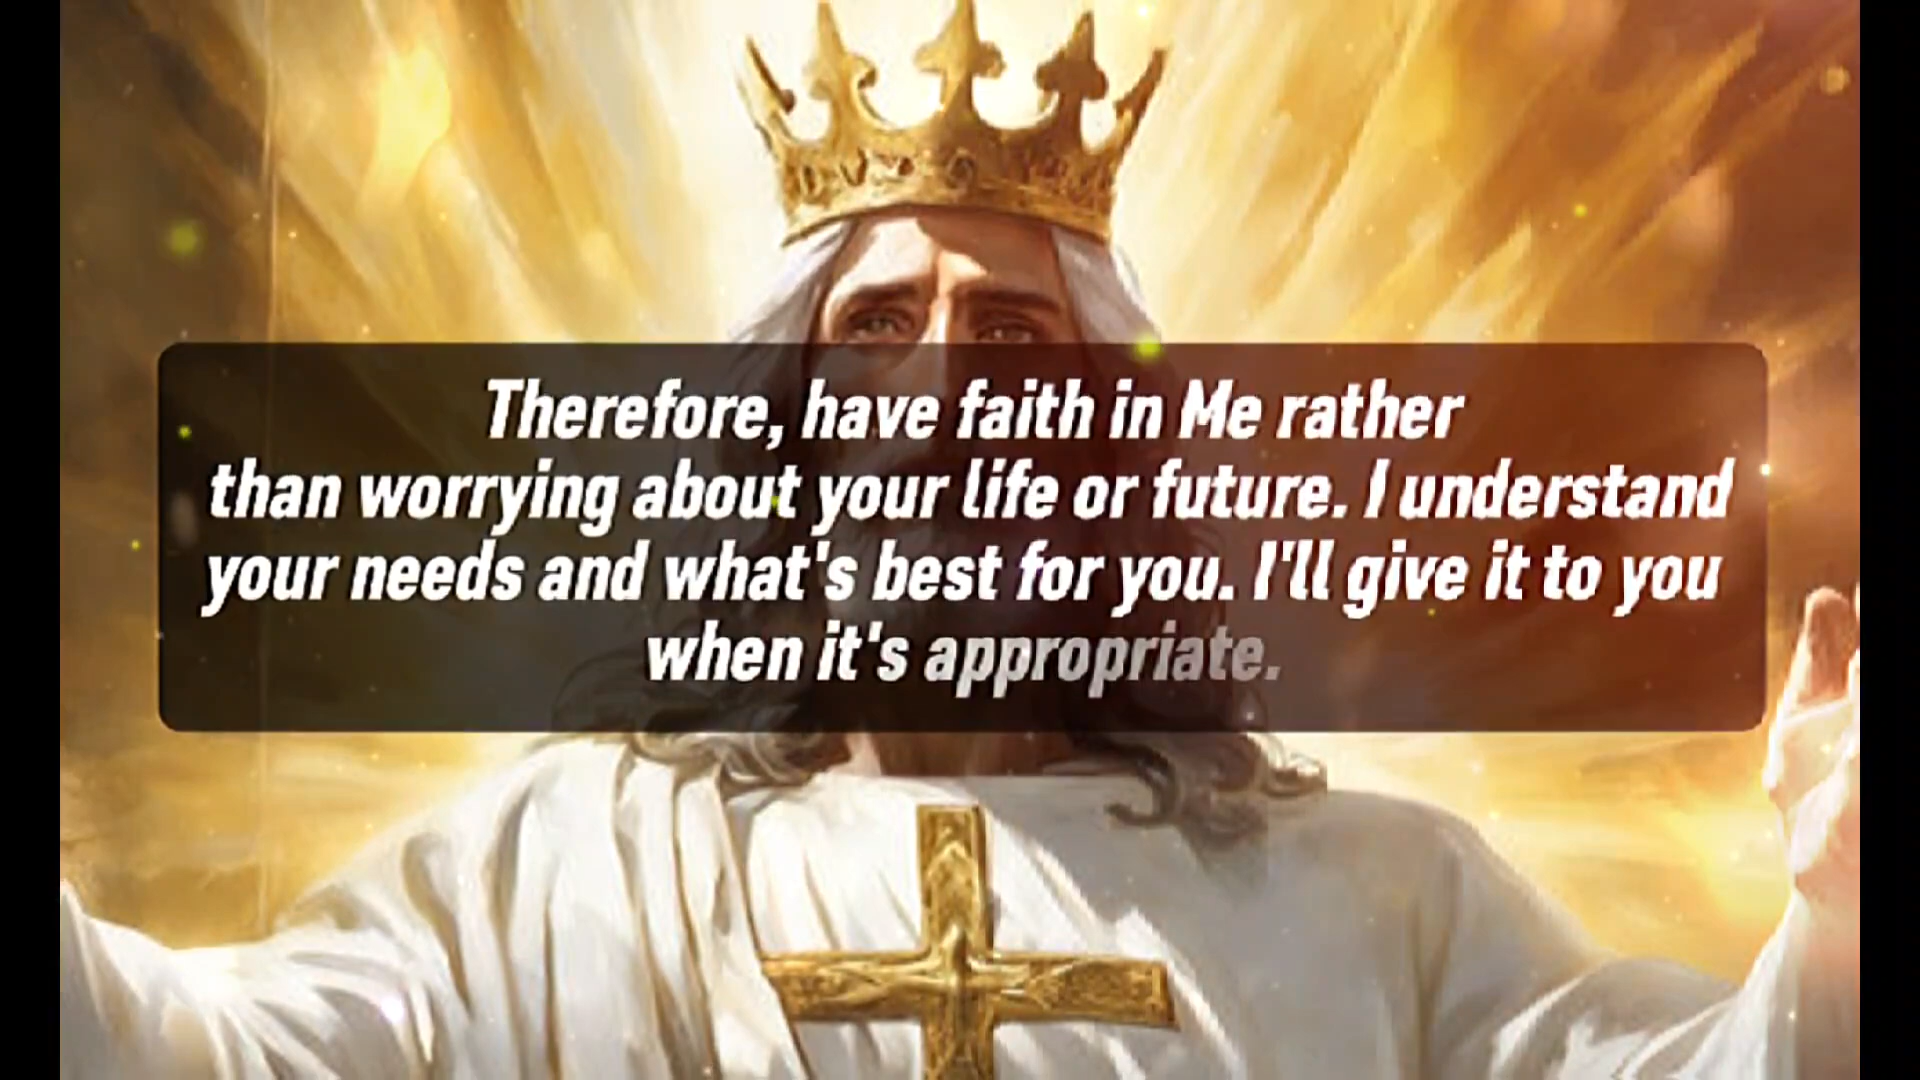 Therefore, have faith in Me rather
than worrying about your life or future. I understand
your needs and what's best for you. I'll give it to you
when it's appropriate.